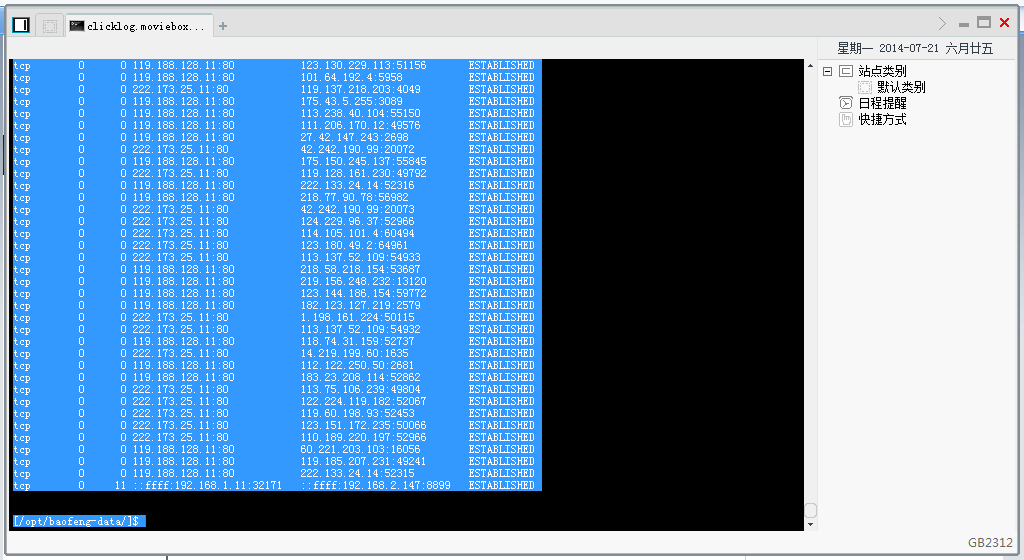 clicklog.moviebox...
星期一 2014-07-21 六月廿五
tcp 0 0 119.188.128.11:80 123.130.229.113:51156 ESTABLISHED
tcp 0 0 119.188.128.11:80 101.64.192.4:5958 ESTABLISHED
tcp 0 0 222.173.25.11:80 119.137.218.203:4049 ESTABLISHED
tcp 0 0 119.188.128.11:80 175.43.5.255:3089 ESTABLISHED
tcp 0 0 119.188.128.11:80 113.238.40.104:55150 ESTABLISHED
tcp 0 0 119.188.128.11:80 111.206.170.12:49576 ESTABLISHED
tcp 0 0 119.188.128.11:80 27.42.147.243:2698 ESTABLISHED
tcp 0 0 222.173.25.11:80 42.242.190.99:20072 ESTABLISHED
tcp 0 0 119.188.128.11:80 175.150.245.137:55845 ESTABLISHED
tcp 0 0 222.173.25.11:80 119.128.161.230:49792 ESTABLISHED
tcp 0 0 119.188.128.11:80 222.133.24.14:52316 ESTABLISHED
tcp 0 0 119.188.128.11:80 218.77.90.78:56982 ESTABLISHED
tcp 0 0 222.173.25.11:80 42.242.190.99:20073 ESTABLISHED
tcp 0 0 222.173.25.11:80 124.229.96.37:52966 ESTABLISHED
tcp 0 0 222.173.25.11:80 114.105.101.4:60494 ESTABLISHED
tcp 0 0 222.173.25.11:80 123.180.49.2:64961 ESTABLISHED
tcp 0 0 222.173.25.11:80 113.137.52.109:54933 ESTABLISHED
tcp 0 0 119.188.128.11:80 218.58.218.154:53687 ESTABLISHED
tcp 0 0 119.188.128.11:80 219.156.248.232:13120 ESTABLISHED
tcp 0 0 119.188.128.11:80 123.144.186.154:59772 ESTABLISHED
tcp 0 0 119.188.128.11:80 182.123.127.219:2579 ESTABLISHED
tcp 0 0 222.173.25.11:80 1.198.161.224:50115 ESTABLISHED
tcp 0 0 222.173.25.11:80 113.137.52.109:54932 ESTABLISHED
tcp 0 0 119.188.128.11:80 118.74.31.159:52737 ESTABLISHED
tcp 0 0 222.173.25.11:80 14.219.199.60:1635 ESTABLISHED
tcp 0 0 119.188.128.11:80 112.122.250.50:2681 ESTABLISHED
tcp 0 0 119.188.128.11:80 183.23.208.114:52862 ESTABLISHED
tcp 0 0 222.173.25.11:80 113.75.106.239:49804 ESTABLISHED
tcp 0 0 222.173.25.11:80 122.224.119.182:52067 ESTABLISHED
tcp 0 0 222.173.25.11:80 119.60.198.93:52453 ESTABLISHED
tcp 0 0 222.173.25.11:80 123.151.172.235:50066 ESTABLISHED
tcp 0 0 222.173.25.11:80 110.189.220.197:52966 ESTABLISHED
tcp 0 0 119.188.128.11:80 60.221.203.103:16056 ESTABLISHED
tcp 0 0 119.188.128.11:80 119.185.207.231:49241 ESTABLISHED
tcp 0 0 119.188.128.11:80 222.133.24.14:52315 ESTABLISHED
tcp 0 11 ::ffff:192.168.1.11:32171 ::ffff:192.168.2.147:8899 ESTABLISHED
[/opt/baofeng-data/]$
站点类别
默认类别
日程提醒
快捷方式
GB2312